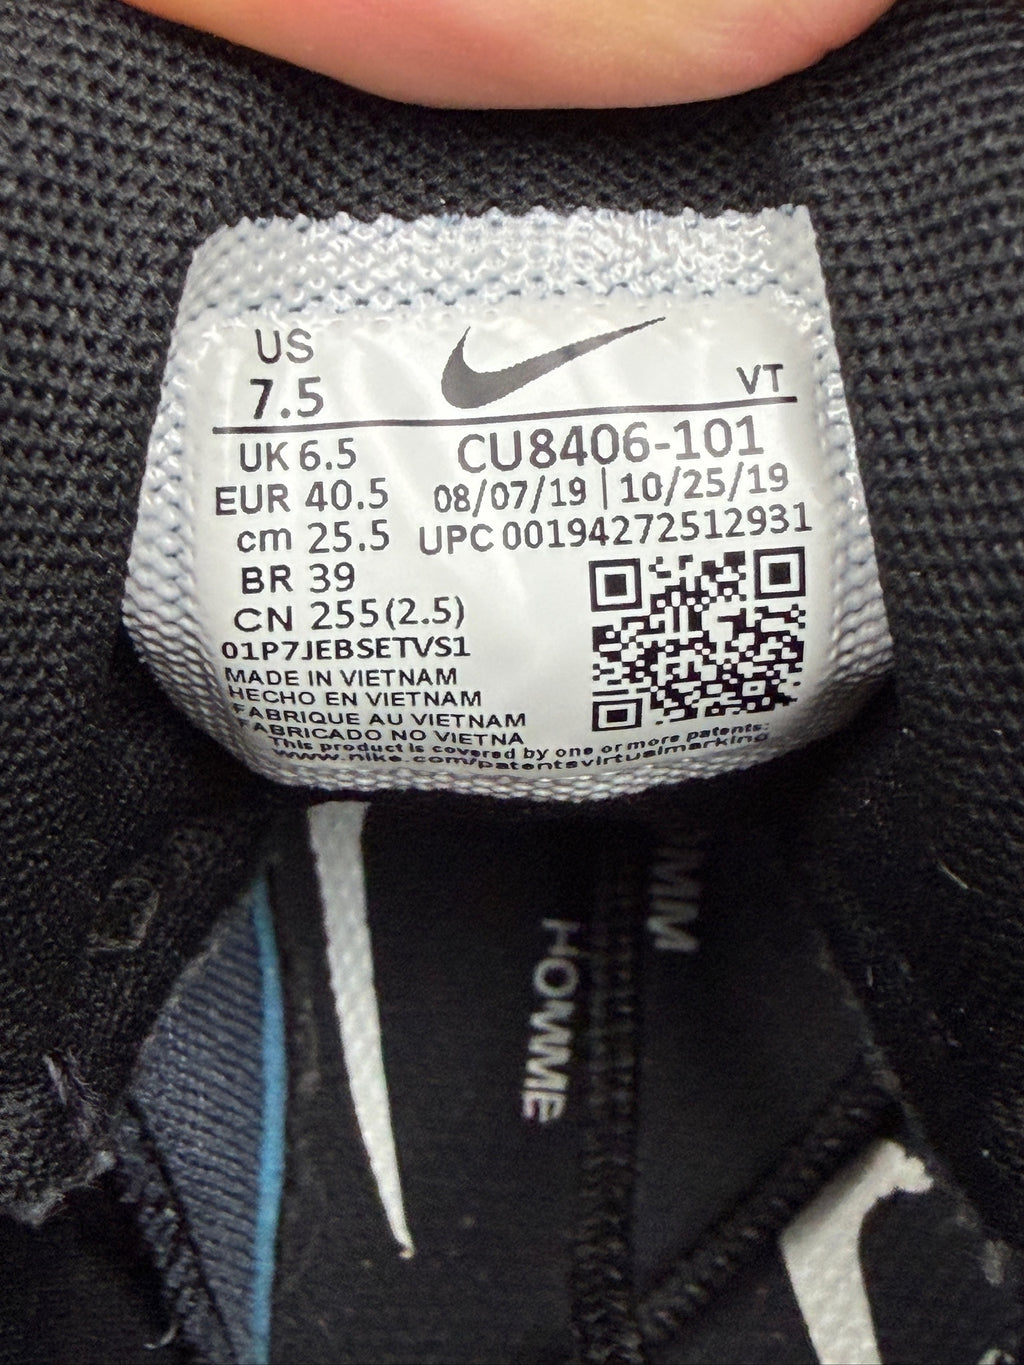 US
7.5
VT
UK 6.5
EUR 40.5
cm 25.5
BR 39
CN 255(2.5)
CU8406-101
08/07/19 | 10/25/19
UPC 00194272512931
01P7JEBSETVS1
MADE IN VIETNAM
HECHO EN VIETNAM
FABRIQUE AU VIETNAM
FABRICADO NO VIETNA
This product is covered by one or more patents:
www.nike.com/patentsvirtualmarking
HOMME